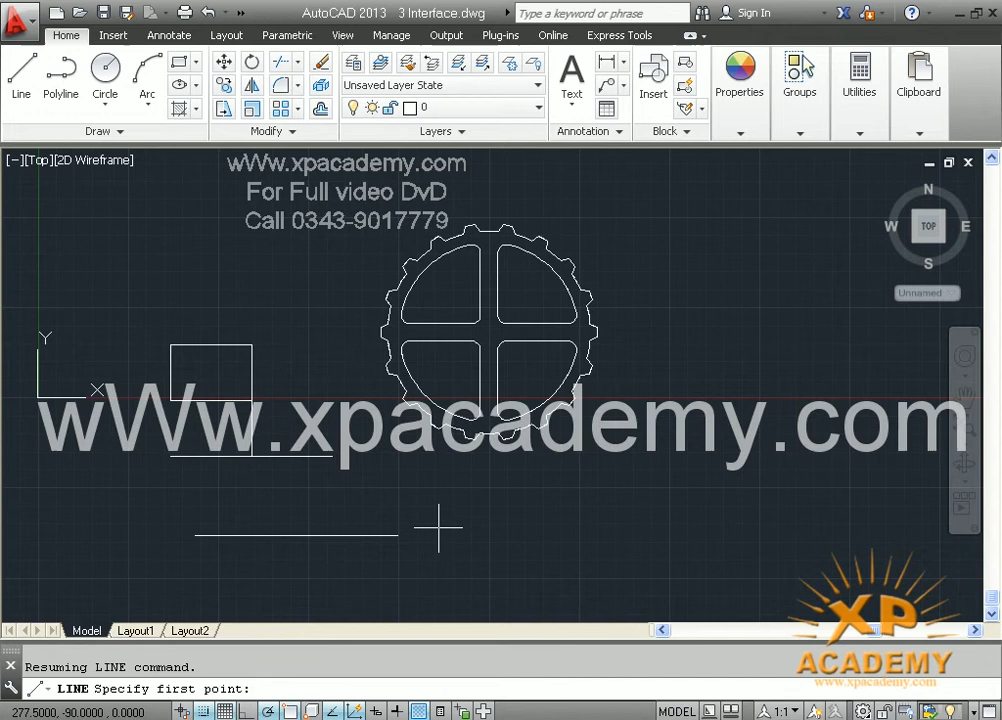 AutoCAD 2013 3 Interface.dwg
Type a keyword or phrase
Sign In
Home Insert Annotate Layout Parametric View Manage Output Plug-ins Online Express Tools
Line Polyline Circle Arc
Draw
Modify
Unsaved Layer State
0
Layers
Text
Annotation
Insert
Block
Properties
Groups
Utilities
Clipboard
[−][Top][2D Wireframe]
wWw.xpacademy.com
For Full video DvD
Call 0343-9017779
N
W TOP E
S
Unnamed
Y
X
wWw.xpacademy.com
XP
ACADEMY
www.xpacademy.com
Model Layout1 Layout2
Resuming LINE command.
LINE Specify first point:
277.5000, -90.0000, 0.0000
MODEL
1:1